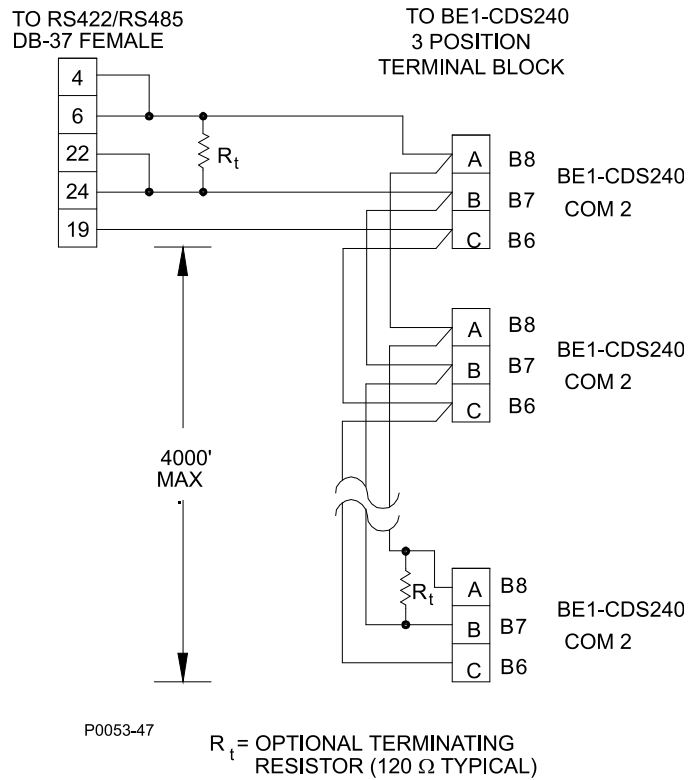 TO RS422/RS485
DB-37 FEMALE
TO BE1-CDS240
3 POSITION
TERMINAL BLOCK
4
6
22
24
19
Rt
A B8
B B7
C B6
BE1-CDS240
COM 2
A B8
B B7
C B6
BE1-CDS240
COM 2
4000'
MAX
Rt
A B8
B B7
C B6
BE1-CDS240
COM 2
P0053-47
Rt = OPTIONAL TERMINATING
RESISTOR (120 Ω TYPICAL)